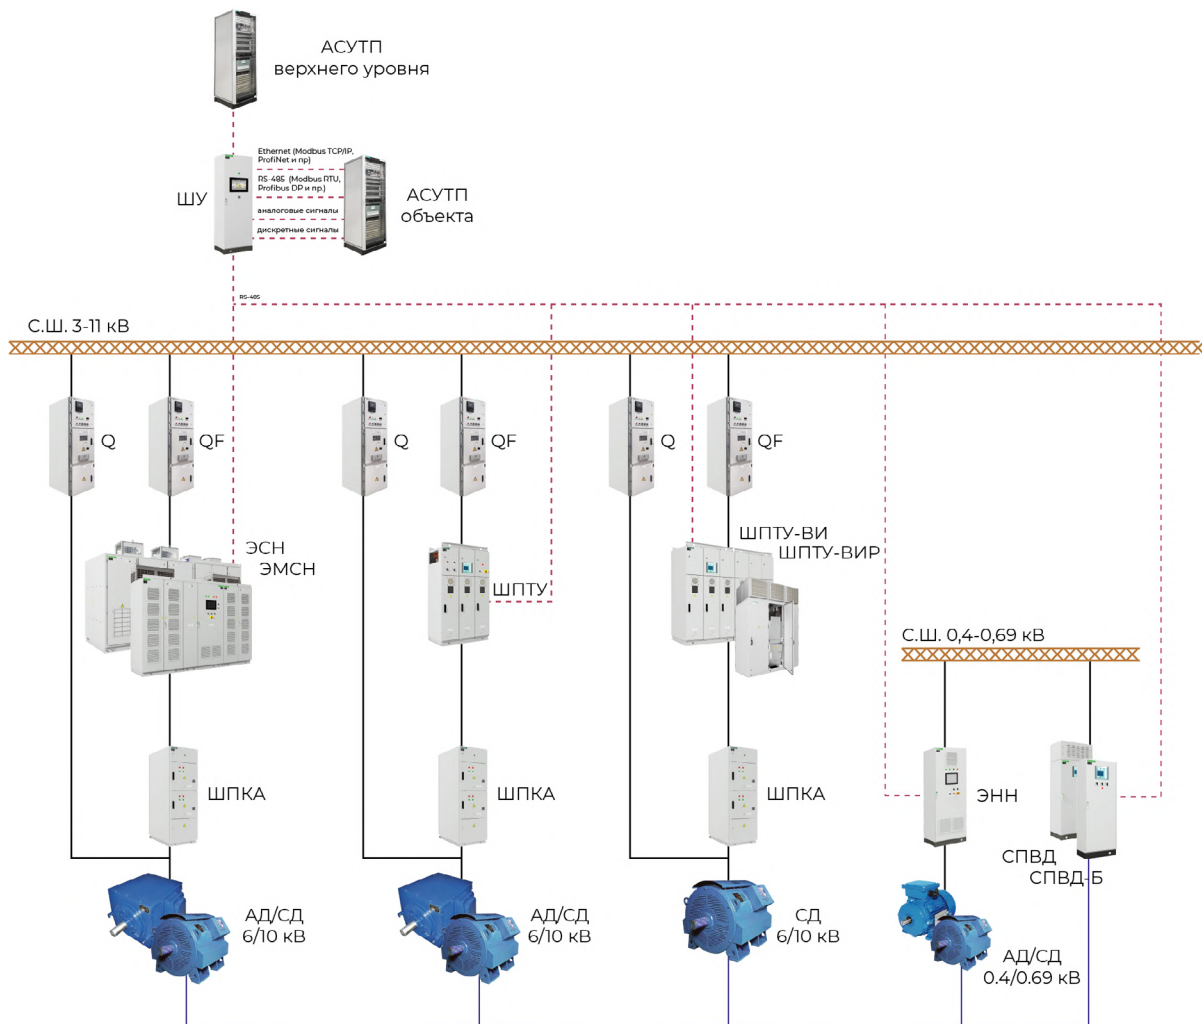 АСУТП
верхнего уровня
Ethernet (Modbus TCP/IP,
ProfiNet и пр)
RS-485 (Modbus RTU,
Profibus DP и пр.)
аналоговые сигналы
дискретные сигналы
ШУ
АСУТП
объекта
RS-485
С.Ш. 3-11 кВ
Q
QF
Q
QF
Q
QF
ЭСН
ЭМСН
ШПТУ
ШПТУ-ВИ
ШПТУ-ВИР
С.Ш. 0,4-0,69 кВ
ШПКА
ШПКА
ШПКА
ЭНН
СПВД
СПВД-Б
АД/СД
6/10 кВ
АД/СД
6/10 кВ
СД
6/10 кВ
АД/СД
0.4/0.69 кВ